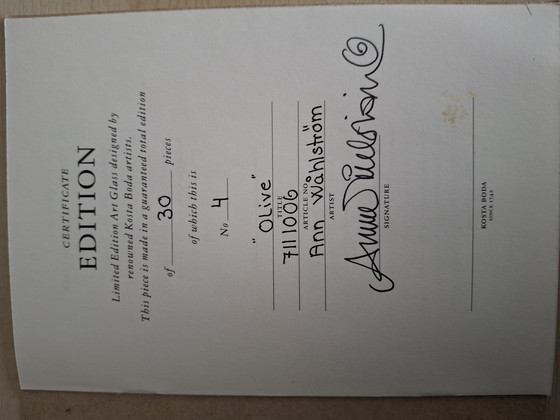 CERTIFICATE
EDITION
Limited Edition Art Glass designed by
renowned Kosta Boda artists.
This piece is made in a guaranteed total edition
of 30 pieces
of which this is
No 4
"Olive"
TITLE
7111006
ARTICLE NO
Ann Wåhlström
ARTIST
SIGNATURE
KOSTA BODA
SINCE 1742